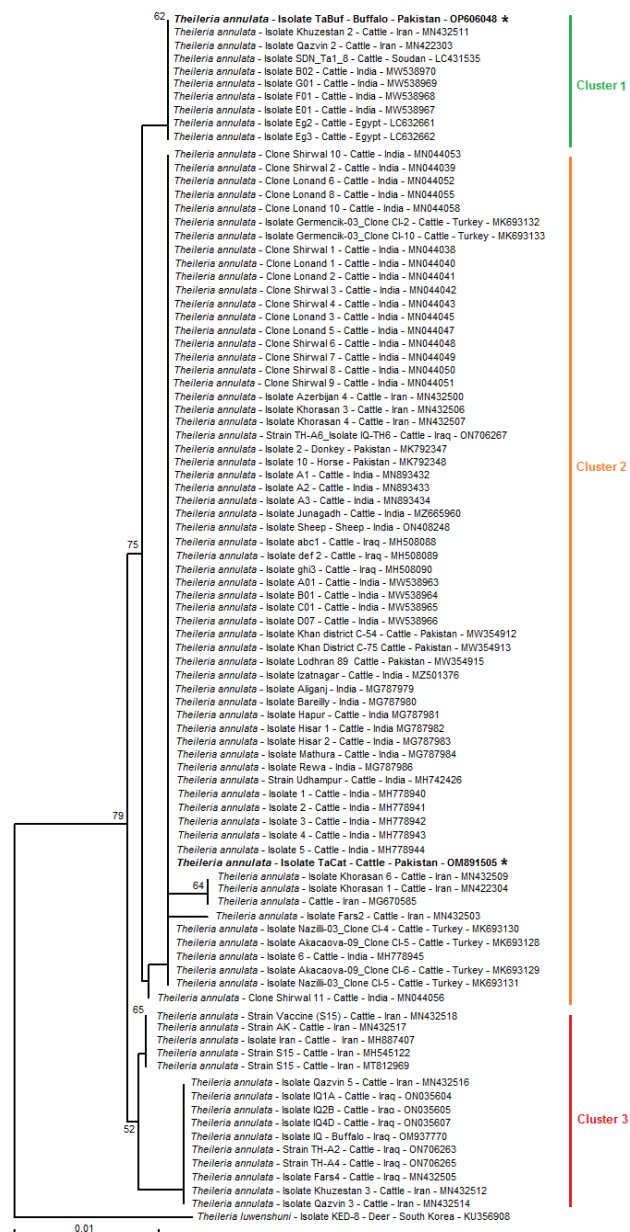 62
Theileria annulata - Isolate TaBuf - Buffalo - Pakistan - OP606048 *
Theileria annulata - Isolate Khuzestan 2 - Cattle - Iran - MN432511
Theileria annulata - Isolate Qazvin 2 - Cattle - Iran - MN422303
Theileria annulata - Isolate SDN_Ta1_8 - Cattle - Soudan - LC431535
Theileria annulata - Isolate B02 - Cattle - India - MW538970
Theileria annulata - Isolate G01 - Cattle - India - MW538969
Theileria annulata - Isolate F01 - Cattle - India - MW538968
Theileria annulata - Isolate E01 - Cattle - India - MW538967
Theileria annulata - Isolate Eg2 - Cattle - Egypt - LC632661
Theileria annulata - Isolate Eg3 - Cattle - Egypt - LC632662
Cluster 1
Theileria annulata - Clone Shirwal 10 - Cattle - India - MN044053
Theileria annulata - Clone Shirwal 2 - Cattle - India - MN044039
Theileria annulata - Clone Lonand 6 - Cattle - India - MN044052
Theileria annulata - Clone Lonand 8 - Cattle - India - MN044055
Theileria annulata - Clone Lonand 10 - Cattle - India - MN044058
Theileria annulata - Isolate Germencik-03_Clone Cl-2 - Cattle - Turkey - MK693132
Theileria annulata - Isolate Germencik-03_Clone Cl-10 - Cattle - Turkey - MK693133
Theileria annulata - Clone Shirwal 1 - Cattle - India - MN044038
Theileria annulata - Clone Lonand 1 - Cattle - India - MN044040
Theileria annulata - Clone Lonand 2 - Cattle - India - MN044041
Theileria annulata - Clone Shirwal 3 - Cattle - India - MN044042
Theileria annulata - Clone Shirwal 4 - Cattle - India - MN044043
Theileria annulata - Clone Lonand 3 - Cattle - India - MN044045
Theileria annulata - Clone Lonand 5 - Cattle - India - MN044047
Theileria annulata - Clone Shirwal 6 - Cattle - India - MN044048
Theileria annulata - Clone Shirwal 7 - Cattle - India - MN044049
Theileria annulata - Clone Shirwal 8 - Cattle - India - MN044050
Theileria annulata - Clone Shirwal 9 - Cattle - India - MN044051
Theileria annulata - Isolate Azerbijan 4 - Cattle - Iran - MN432500
Theileria annulata - Isolate Khorasan 3 - Cattle - Iran - MN432506
Theileria annulata - Isolate Khorasan 4 - Cattle - Iran - MN432507
Theileria annulata - Strain TH-A6_Isolate IQ-TH6 - Cattle - Iraq - ON706267
Theileria annulata - Isolate 2 - Donkey - Pakistan - MK792347
Theileria annulata - Isolate 10 - Horse - Pakistan - MK792348
Theileria annulata - Isolate A1 - Cattle - India - MN893432
Theileria annulata - Isolate A2 - Cattle - India - MN893433
Theileria annulata - Isolate A3 - Cattle - India - MN893434
Theileria annulata - Isolate Junagadh - Cattle - India - MZ665960
Theileria annulata - Isolate Sheep - Sheep - India - ON408248
Theileria annulata - Isolate abc1 - Cattle - Iraq - MH508088
Theileria annulata - Isolate def 2 - Cattle - Iraq - MH508089
Theileria annulata - Isolate ghi3 - Cattle - Iraq - MH508090
Theileria annulata - Isolate A01 - Cattle - India - MW538963
Theileria annulata - Isolate B01 - Cattle - India - MW538964
Theileria annulata - Isolate C01 - Cattle - India - MW538965
Theileria annulata - Isolate D07 - Cattle - India - MW538966
Theileria annulata - Isolate Khan district C-54 - Cattle - Pakistan - MW354912
Theileria annulata - Isolate Khan District C-75 Cattle - Pakistan - MW354913
Theileria annulata - Isolate Lodhran 89 Cattle - Pakistan - MW354915
Theileria annulata - Isolate Izatnagar - Cattle - India - MZ501376
Theileria annulata - Isolate Aliganj - India - MG787979
Theileria annulata - Isolate Bareilly - India - MG787980
Theileria annulata - Isolate Hapur - Cattle - India MG787981
Theileria annulata - Isolate Hisar 1 - Cattle - India MG787982
Theileria annulata - Isolate Hisar 2 - Cattle - India - MG787983
Theileria annulata - Isolate Mathura - Cattle - India - MG787984
Theileria annulata - Isolate Rewa - India - MG787986
Theileria annulata - Strain Udhampur - Cattle - India - MH742426
Theileria annulata - Isolate 1 - Cattle - India - MH778940
Theileria annulata - Isolate 2 - Cattle - India - MH778941
Theileria annulata - Isolate 3 - Cattle - India - MH778942
Theileria annulata - Isolate 4 - Cattle - India - MH778943
Theileria annulata - Isolate 5 - Cattle - India - MH778944
Theileria annulata - Isolate TaCat - Cattle - Pakistan - OM891505 *
Theileria annulata - Isolate Khorasan 6 - Cattle - Iran - MN432509
Theileria annulata - Isolate Khorasan 1 - Cattle - Iran - MN422304
Theileria annulata - Cattle - Iran - MG670585
Theileria annulata - Isolate Fars2 - Cattle - Iran - MN432503
Theileria annulata - Isolate Nazilli-03_Clone Cl-4 - Cattle - Turkey - MK693130
Theileria annulata - Isolate Akacaova-09_Clone Cl-5 - Cattle - Turkey - MK693128
Theileria annulata - Isolate 6 - Cattle - India - MH778945
Theileria annulata - Isolate Akacaova-09_Clone Cl-6 - Cattle - Turkey - MK693129
Theileria annulata - Isolate Nazilli-03_Clone Cl-5 - Cattle - Turkey - MK693131
Theileria annulata - Clone Shirwal 11 - Cattle - India - MN044056
Cluster 2
75
79
64
65
52
Theileria annulata - Strain Vaccine (S15) - Cattle - Iran - MN432518
Theileria annulata - Strain AK - Cattle - Iran - MN432517
Theileria annulata - Isolate Iran - Cattle - Iran - MH887407
Theileria annulata - Strain S15 - Cattle - Iran - MH545122
Theileria annulata - Strain S15 - Cattle - Iran - MT812969
Theileria annulata - Isolate Qazvin 5 - Cattle - Iran - MN432516
Theileria annulata - Isolate IQ1A - Cattle - Iraq - ON035604
Theileria annulata - Isolate IQ2B - Cattle - Iraq - ON035605
Theileria annulata - Isolate IQ4D - Cattle - Iraq - ON035607
Theileria annulata - Isolate IQ - Buffalo - Iraq - OM937770
Theileria annulata - Strain TH-A2 - Cattle - Iraq - ON706263
Theileria annulata - Strain TH-A4 - Cattle - Iraq - ON706265
Theileria annulata - Isolate Fars4 - Cattle - Iraq - MN432505
Theileria annulata - Isolate Khuzestan 3 - Cattle - Iran - MN432512
Theileria annulata - Isolate Qazvin 3 - Cattle - Iran - MN432514
Cluster 3
Theileria luwenshuni - Isolate KED-8 - Deer - South Korea - KU356908
0.01